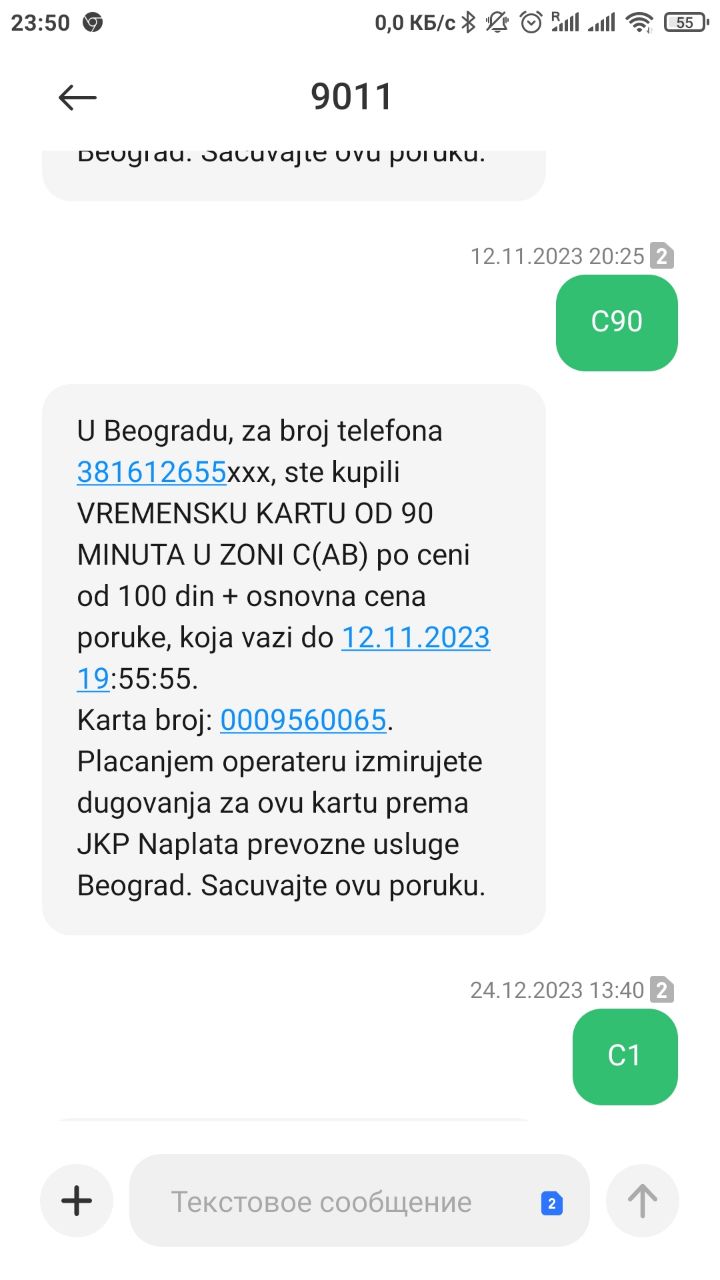 23:50
0,0 КБ/с
R
55
9011
Beograd. Sacuvajte ovu poruku.
12.11.2023 20:25 2
C90
U Beogradu, za broj telefona
381612655xxx, ste kupili
VREMENSKU KARTU OD 90
MINUTA U ZONI C(AB) po ceni
od 100 din + osnovna cena
poruke, koja vazi do 12.11.2023
19:55:55.
Karta broj: 0009560065.
Placanjem operateru izmirujete
dugovanja za ovu kartu prema
JKP Naplata prevozne usluge
Beograd. Sacuvajte ovu poruku.
24.12.2023 13:40 2
C1
Текстовое сообщение 2